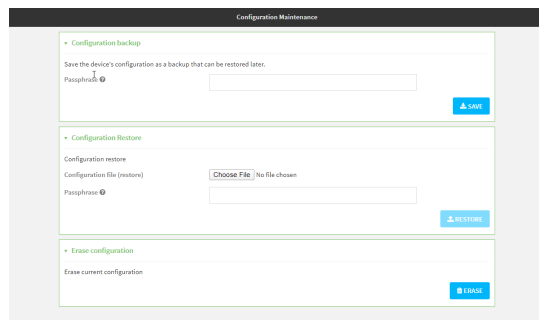 Configuration Maintenance
Configuration backup
Save the device's configuration as a backup that can be restored later.
Passphrase
SAVE
Configuration Restore
Configuration restore
Configuration file (restore)
Choose File No file chosen
Passphrase
RESTORE
Erase configuration
Erase current configuration
ERASE